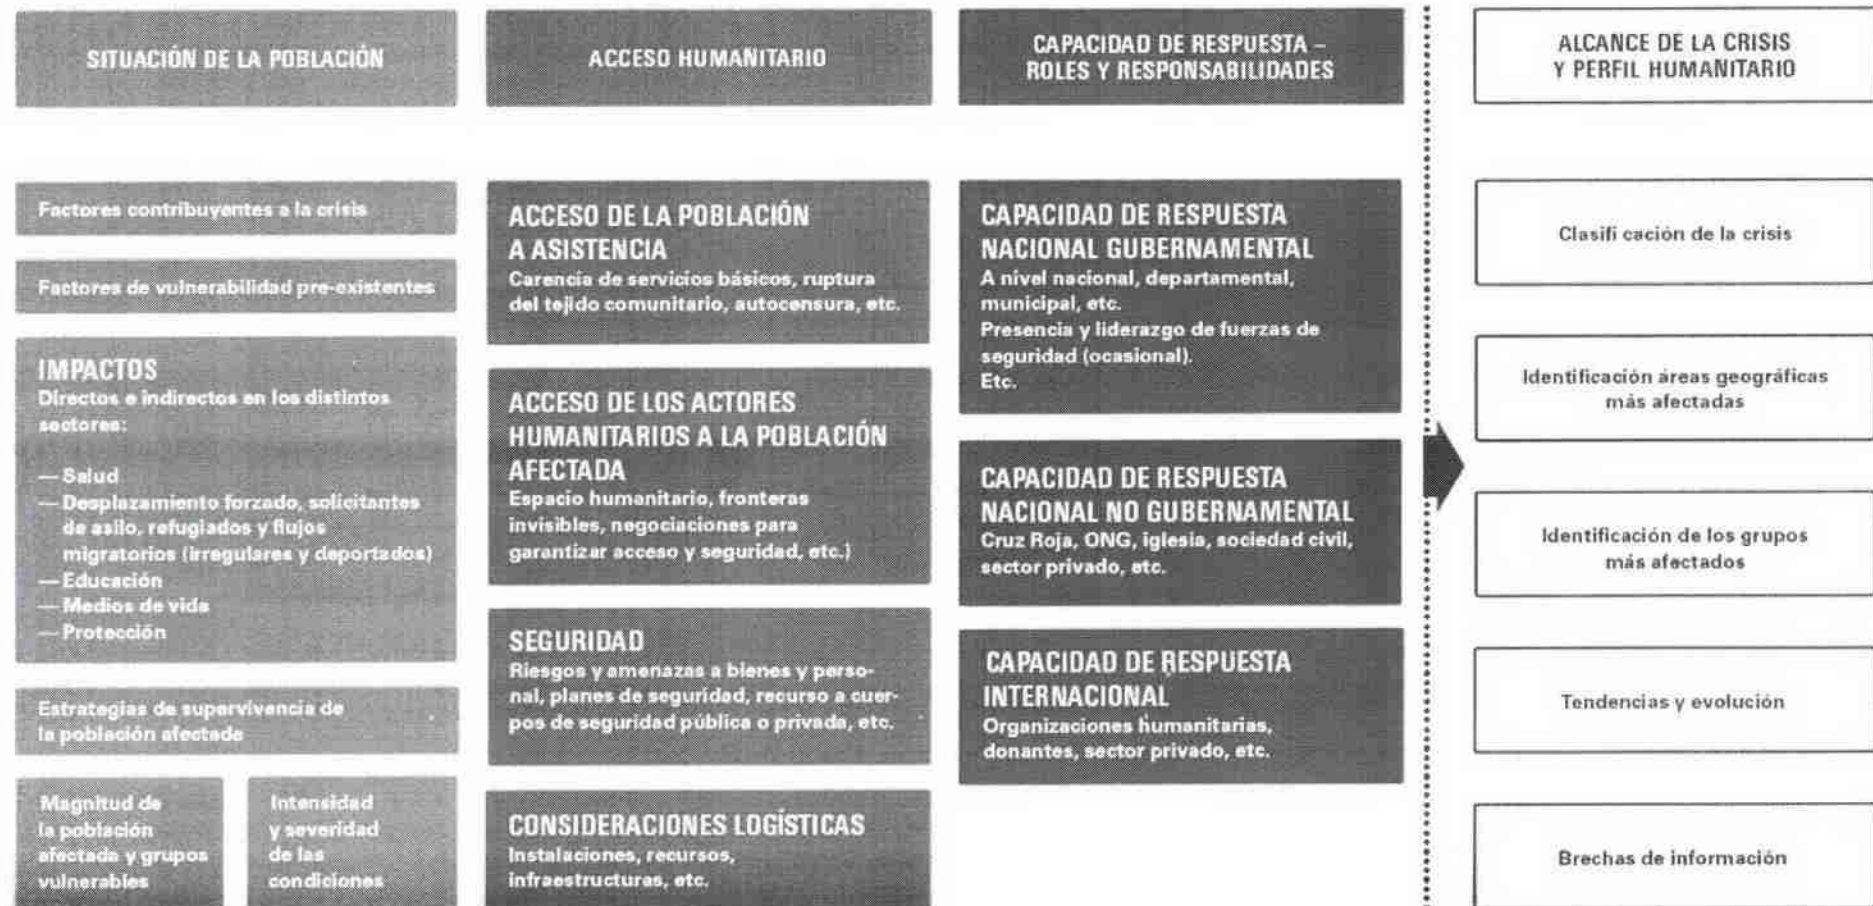 SITUACIÓN DE LA POBLACIÓN
Factores contribuyentes a la crisis
Factores de vulnerabilidad pre-existentes
IMPACTOS
Directos e indirectos en los distintos
sectores:
— Salud
— Desplazamiento forzado, solicitantes
de asilo, refugiados y flujos
migratorios (irregulares y deportados)
— Educación
— Medios de vida
— Protección
Estrategias de supervivencia de
la población afectada
Magnitud de
la población
afectada y grupos
vulnerables
Intensidad
y severidad
de las
condiciones
ACCESO HUMANITARIO
ACCESO DE LA POBLACIÓN
A ASISTENCIA
Carencia de servicios básicos, ruptura
del tejido comunitario, autocensura, etc.
ACCESO DE LOS ACTORES
HUMANITARIOS A LA POBLACIÓN
AFECTADA
Espacio humanitario, fronteras
invisibles, negociaciones para
garantizar acceso y seguridad, etc.)
SEGURIDAD
Riesgos y amenazas a bienes y perso-
nal, planes de seguridad, recurso a cuer-
pos de seguridad pública o privada, etc.
CONSIDERACIONES LOGÍSTICAS
Instalaciones, recursos,
infraestructuras, etc.
CAPACIDAD DE RESPUESTA –
ROLES Y RESPONSABILIDADES
CAPACIDAD DE RESPUESTA
NACIONAL GUBERNAMENTAL
A nivel nacional, departamental,
municipal, etc.
Presencia y liderazgo de fuerzas de
seguridad (ocasional).
Etc.
CAPACIDAD DE RESPUESTA
NACIONAL NO GUBERNAMENTAL
Cruz Roja, ONG, iglesia, sociedad civil,
sector privado, etc.
CAPACIDAD DE RESPUESTA
INTERNACIONAL
Organizaciones humanitarias,
donantes, sector privado, etc.
ALCANCE DE LA CRISIS
Y PERFIL HUMANITARIO
Clasifi cación de la crisis
Identificación áreas geográficas
más afectadas
Identificación de los grupos
más afectados
Tendencias y evolución
Brechas de información